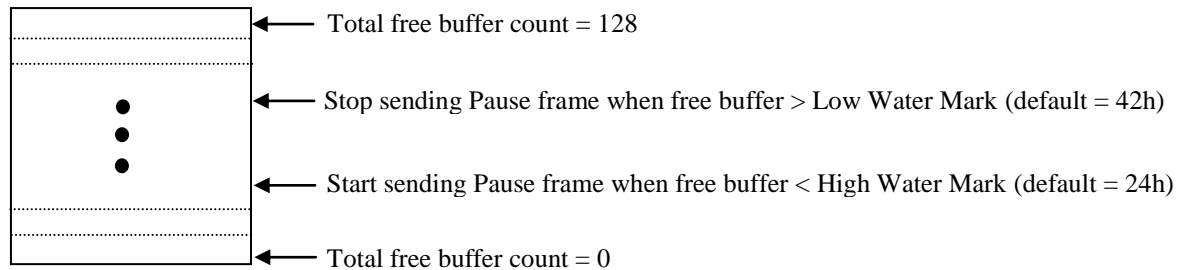 Total free buffer count = 128
Stop sending Pause frame when free buffer > Low Water Mark (default = 42h)
Start sending Pause frame when free buffer < High Water Mark (default = 24h)
Total free buffer count = 0